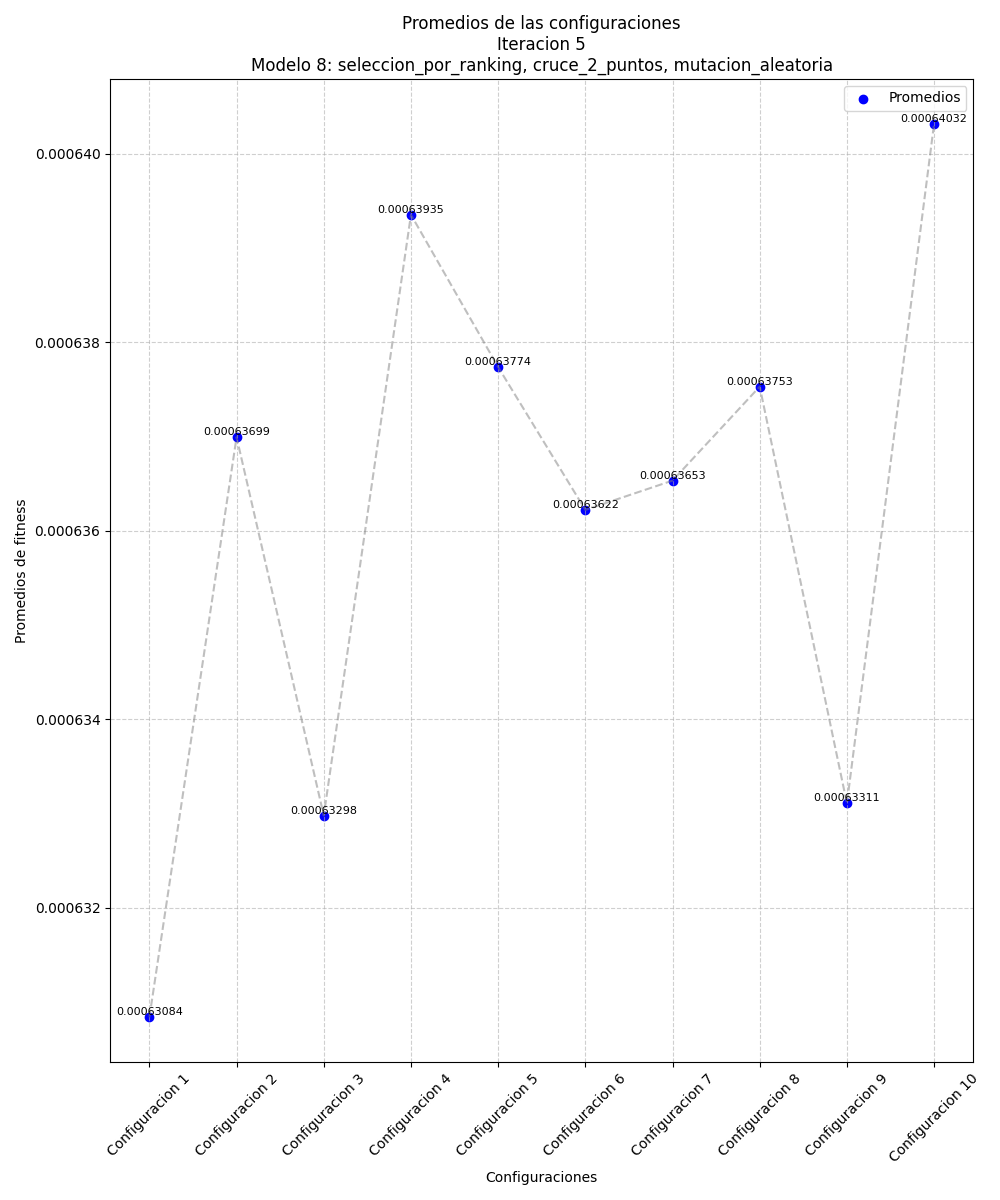 Promedios de las configuraciones
Iteracion 5
Modelo 8: seleccion_por_ranking, cruce_2_puntos, mutacion_aleatoria
Promedios
0.00064032
0.000640
0.00063935
0.000638
0.00063774
0.00063753
0.00063699
0.00063653
0.00063622
0.000636
Promedios de fitness
0.000634
0.00063311
0.00063298
0.000632
0.00063084
Configuracion 1
Configuracion 2
Configuracion 3
Configuracion 4
Configuracion 5
Configuracion 6
Configuracion 7
Configuracion 8
Configuracion 9
Configuracion 10
Configuraciones